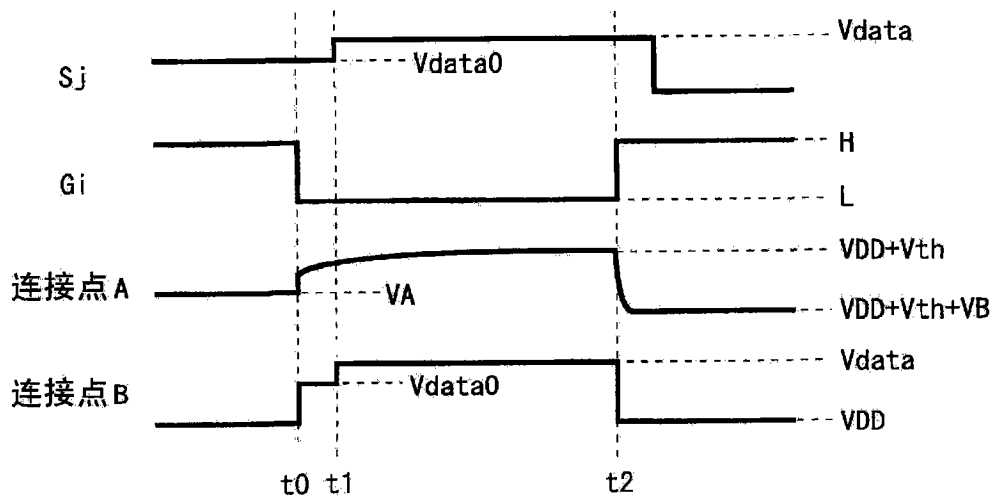 Vdata
Sj
Vdata0
H
Gi
L
VDD+Vth
连接点A
VA
VDD+Vth+VB
Vdata
连接点B
Vdata0
VDD
t0 t1 t2